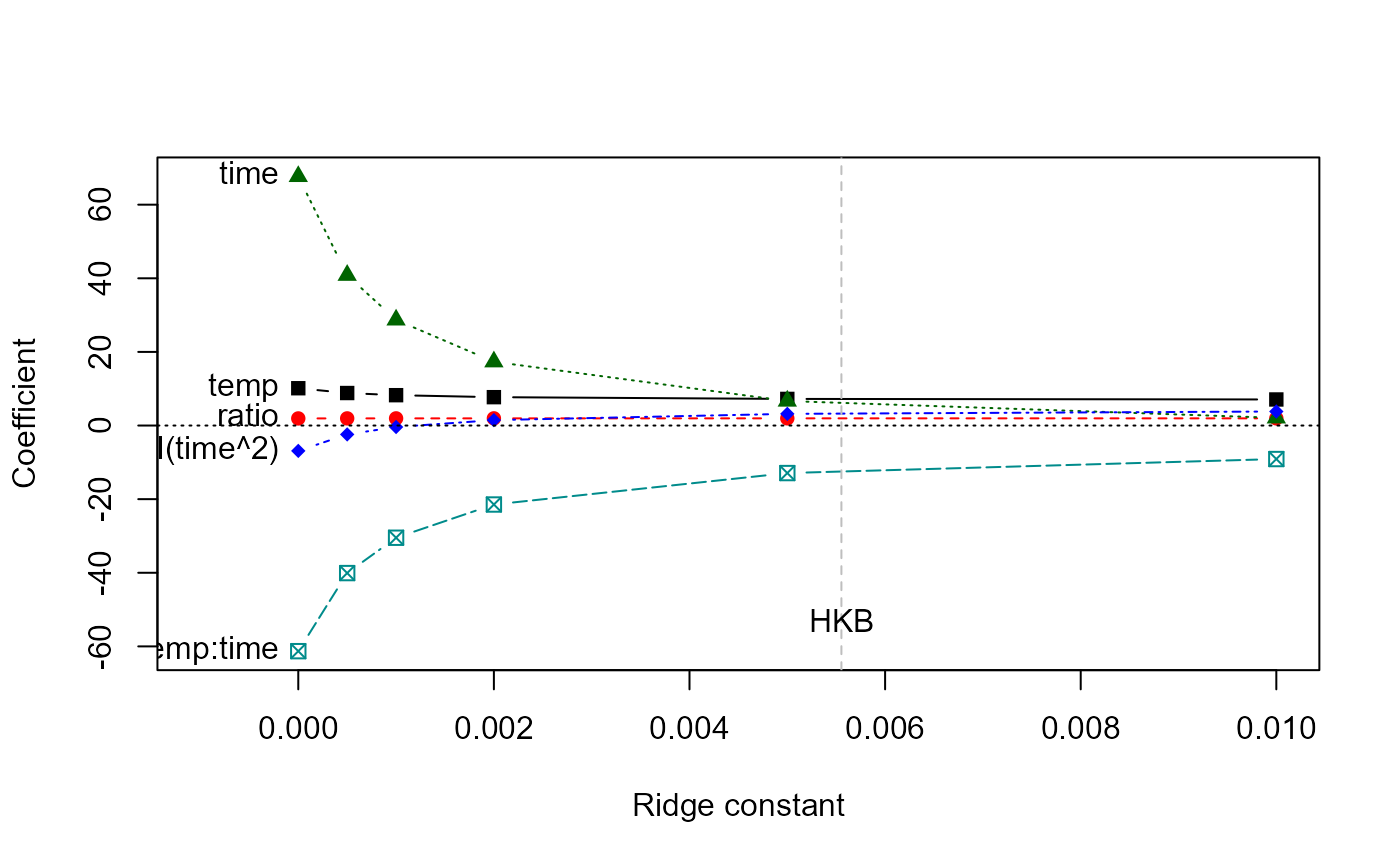 time
temp
ratio
I(time^2)
emp:time
HKB
60
40
20
0
-20
-40
-60
Coefficient
0.000 0.002 0.004 0.006 0.008 0.010
Ridge constant